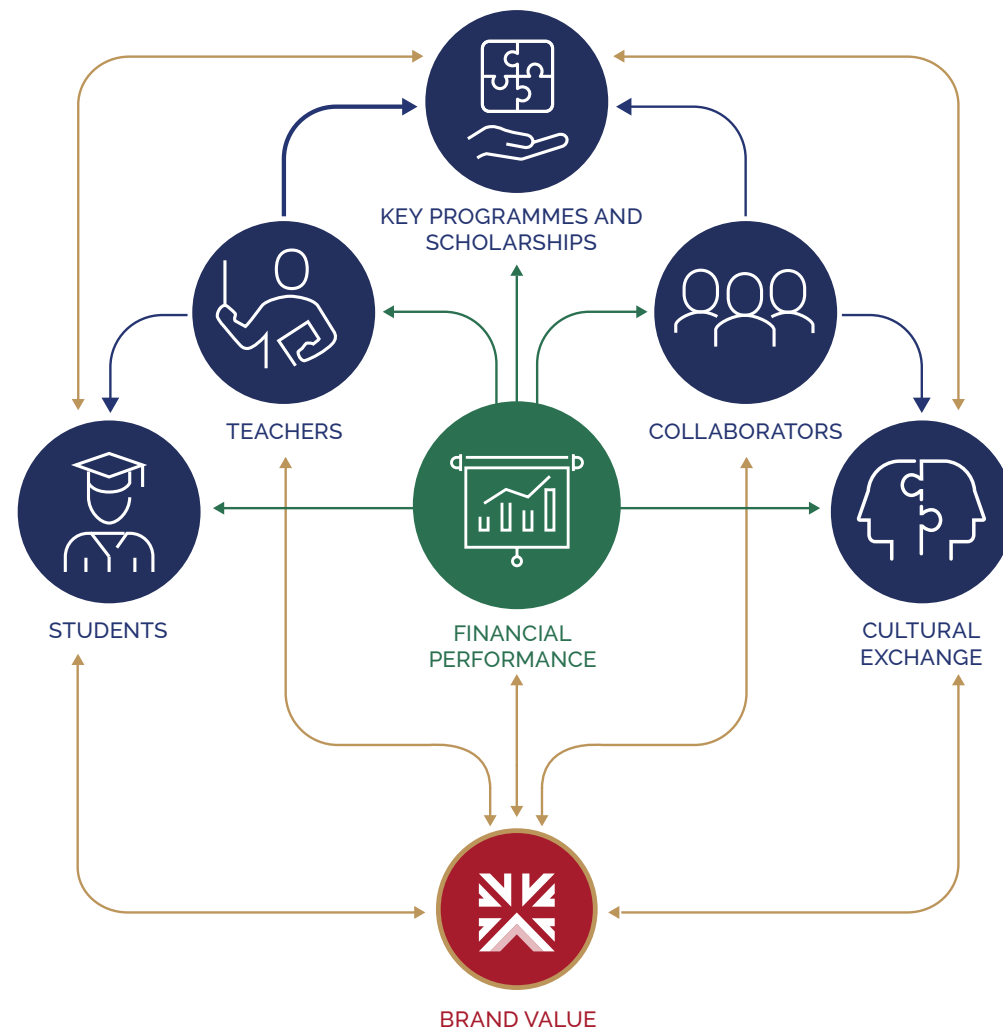 KEY PROGRAMMES AND
SCHOLARSHIPS
TEACHERS
COLLABORATORS
STUDENTS
FINANCIAL
PERFORMANCE
CULTURAL
EXCHANGE
BRAND VALUE